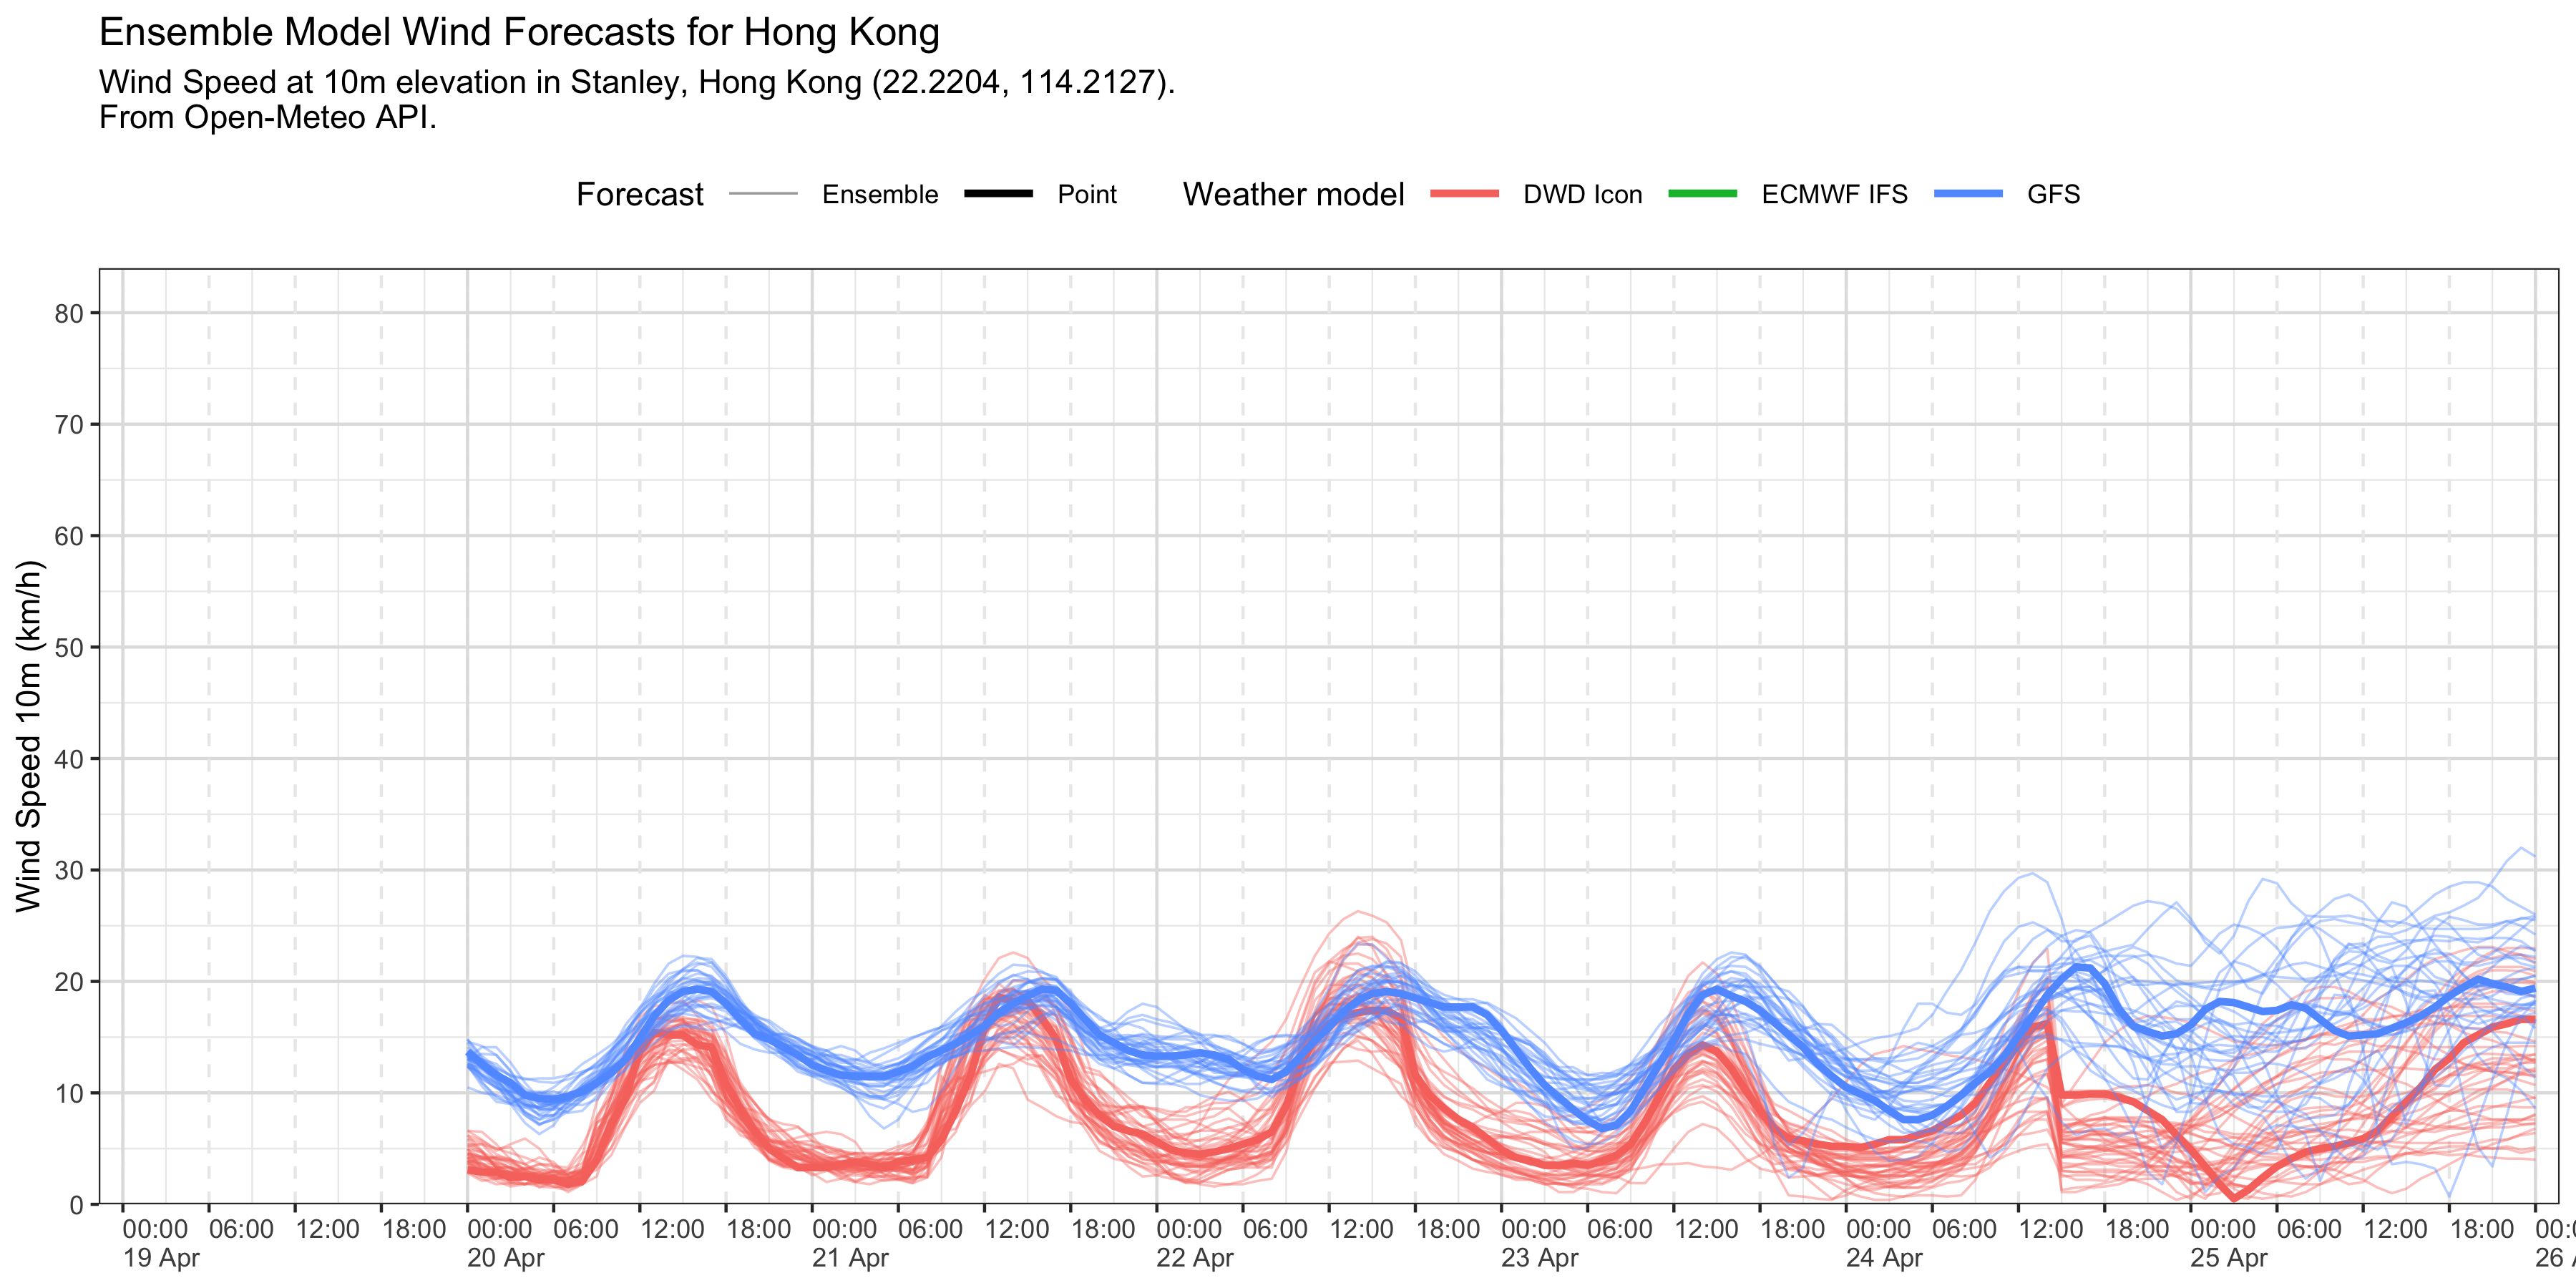 Ensemble Model Wind Forecasts for Hong Kong
Wind Speed at 10m elevation in Stanley, Hong Kong (22.2204, 114.2127).
From Open-Meteo API.
Forecast Ensemble Point Weather model DWD Icon ECMWF IFS GFS
Wind Speed 10m (km/h)
80
70
60
50
40
30
20
10
0
00:00 06:00 12:00 18:00 00:00 06:00 12:00 18:00 00:00 06:00 12:00 18:00 00:00 06:00 12:00 18:00 00:00 06:00 12:00 18:00 00:00 06:00 12:00 18:00 00:00 06:00 12:00 18:00 00:0
19 Apr 20 Apr 21 Apr 22 Apr 23 Apr 24 Apr 25 Apr 26 A